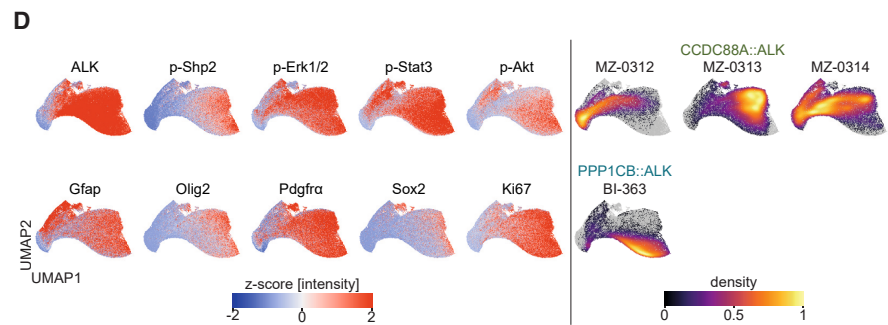 D
ALK p-Shp2 p-Erk1/2 p-Stat3 p-Akt
Gfap Olig2 Pdgfrα Sox2 Ki67
UMAP2
UMAP1
z-score [intensity]
-2 0 2
CCDC88A::ALK
MZ-0312 MZ-0313 MZ-0314
PPP1CB::ALK
BI-363
density
0 0.5 1